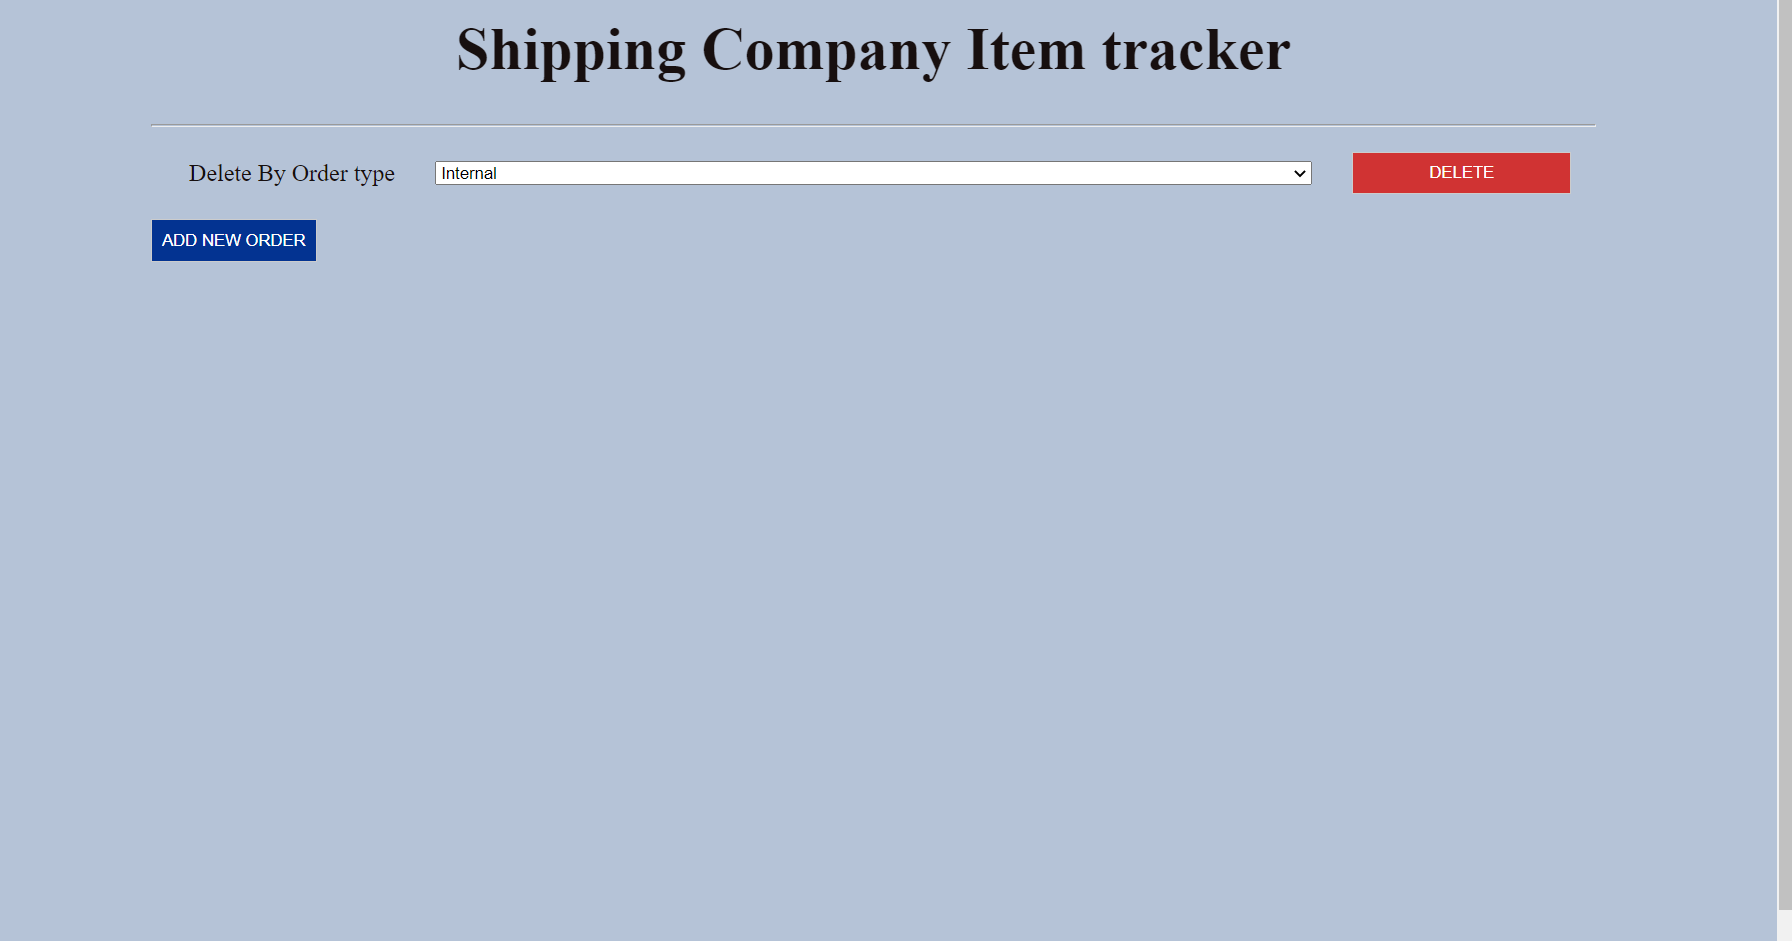 Shipping Company Item tracker
Delete By Order type Internal DELETE
ADD NEW ORDER